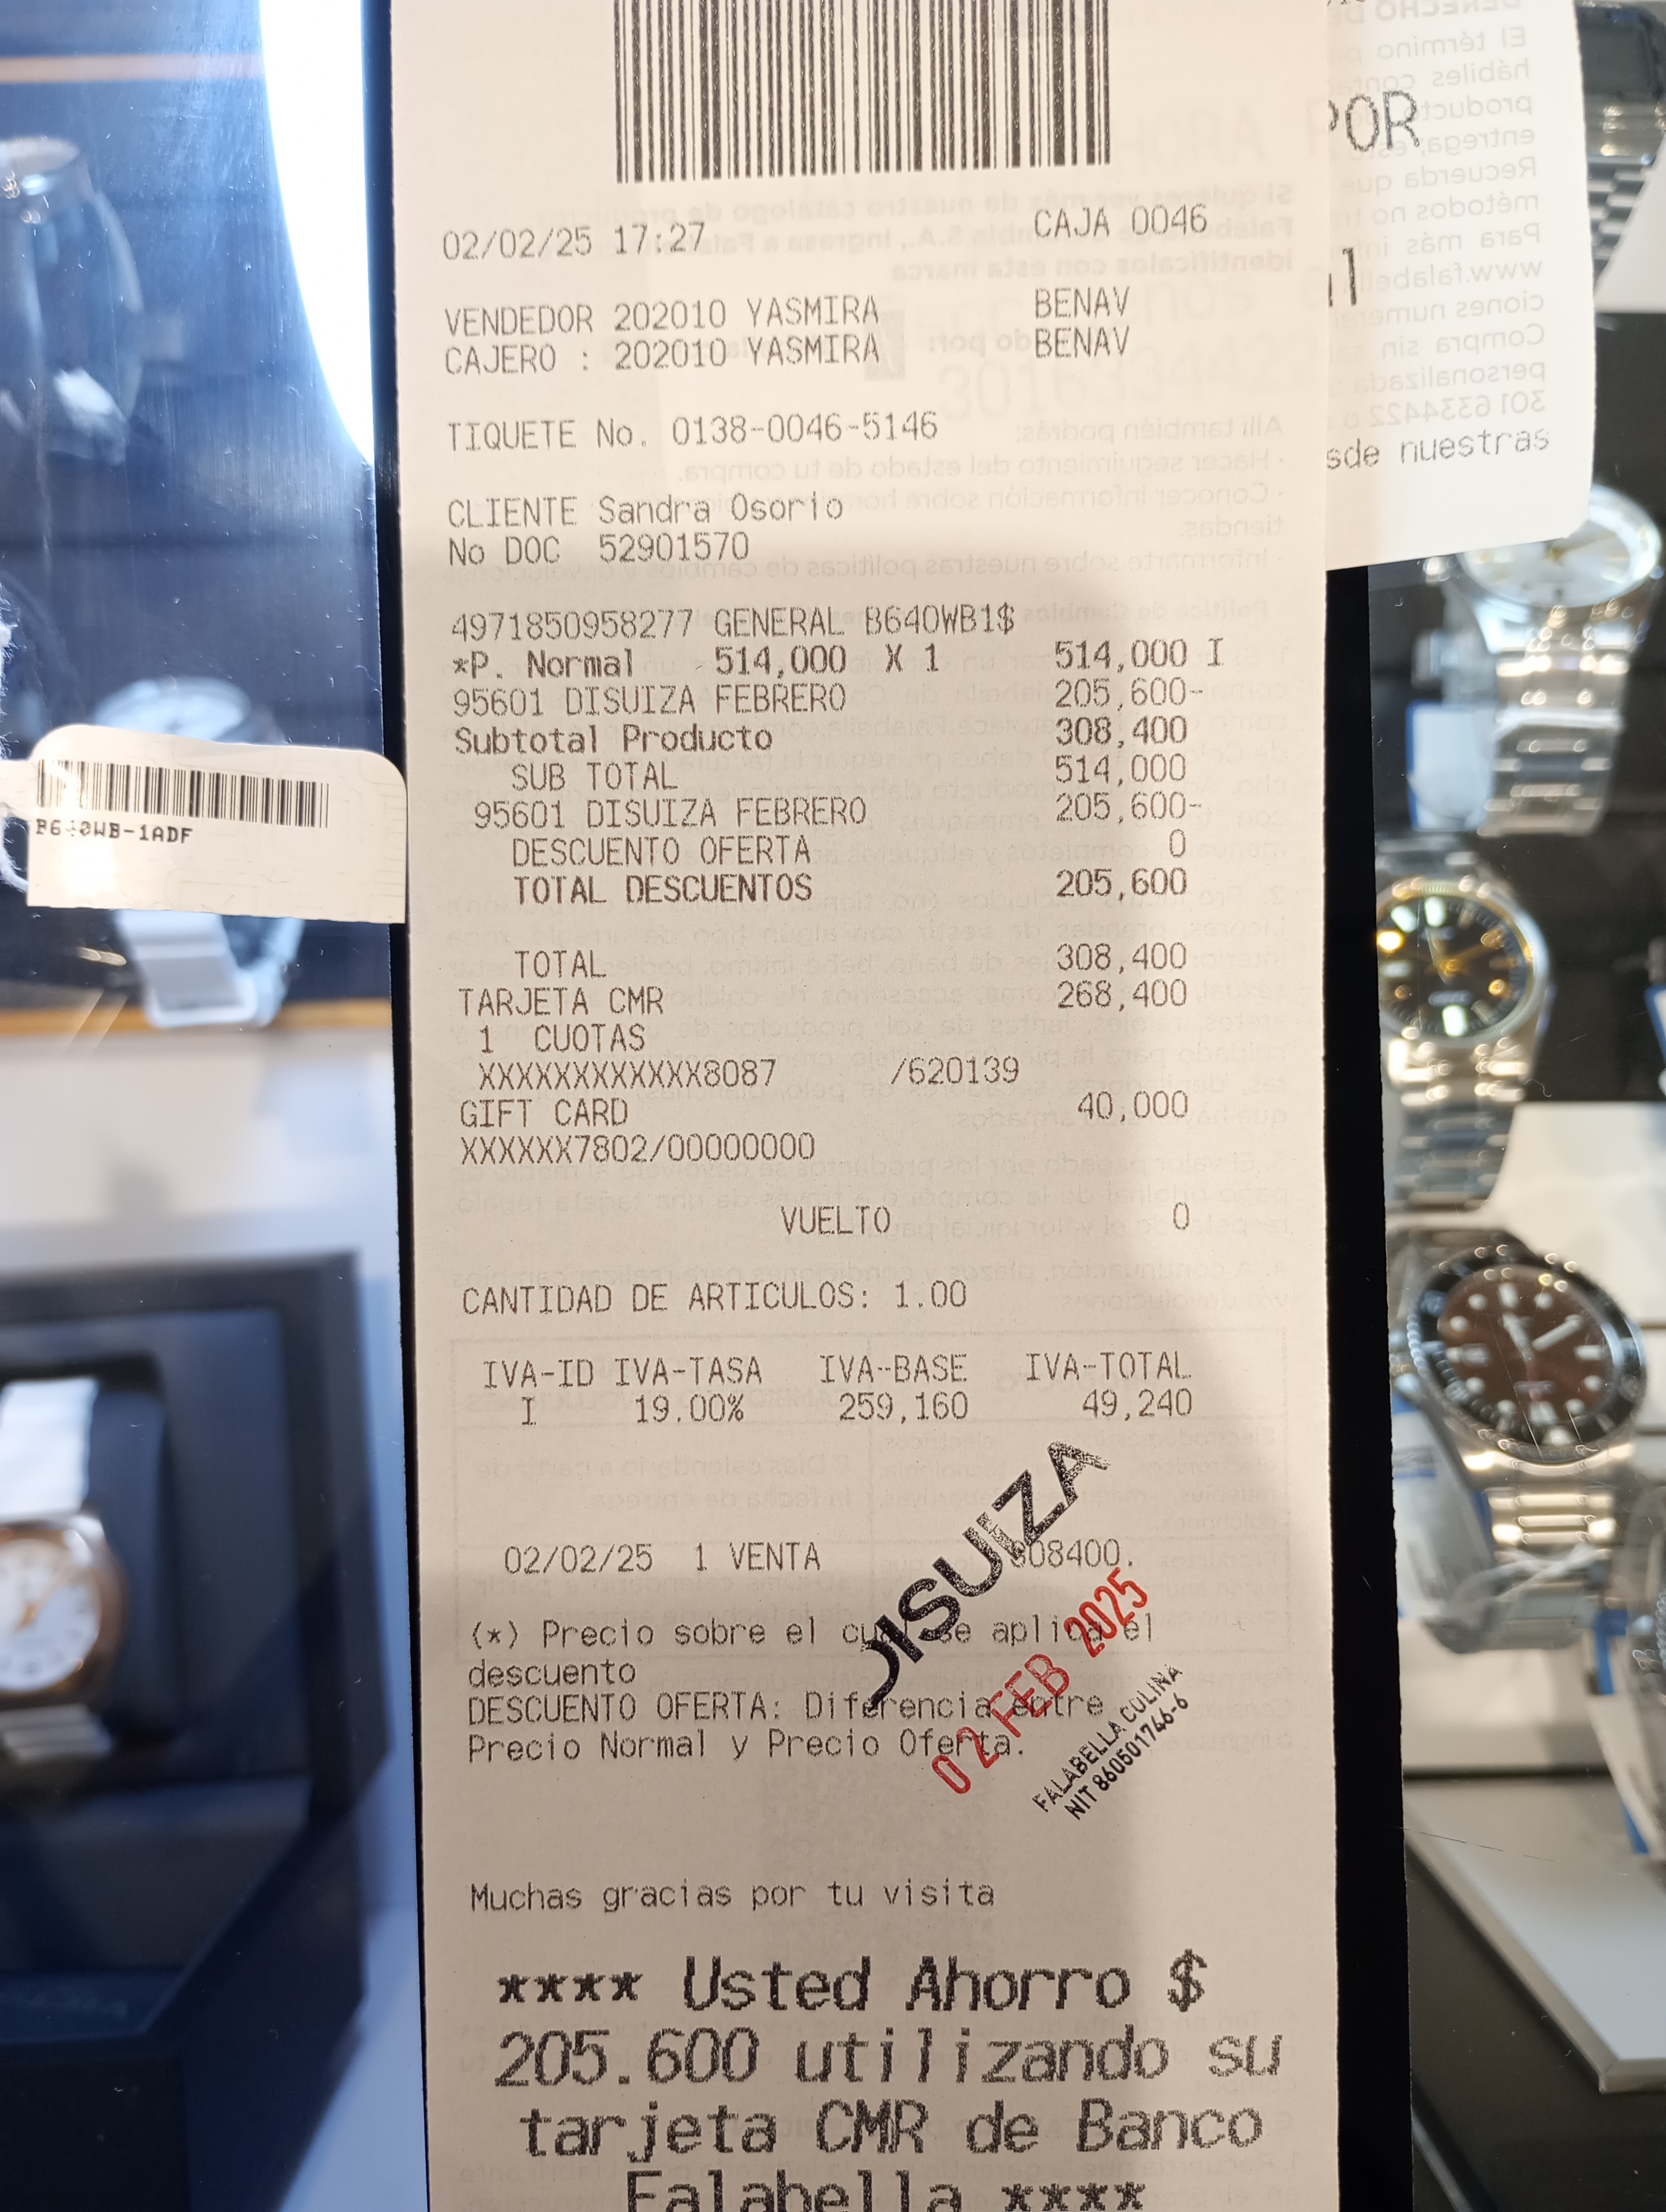 02/02/25 17:27 CAJA 0046
VENDEDOR 202010 YASMIRA BENAV
CAJERO : 202010 YASMIRA BENAV
TIQUETE No. 0138-0046-5146
CLIENTE Sandra Osorio
No DOC 52901570
4971850958277 GENERAL B640WB1$
*P. Normal 514,000 X 1 514,000 I
95601 DISUIZA FEBRERO 205,600-
Subtotal Producto 308,400
SUB TOTAL 514,000
95601 DISUIZA FEBRERO 205,600-
DESCUENTO OFERTA 0
TOTAL DESCUENTOS 205,600
TOTAL 308,400
TARJETA CMR 268,400
1 CUOTAS
XXXXXXXXXXXX8087 /620139
GIFT CARD 40,000
XXXXXX7802/00000000
VUELTO 0
CANTIDAD DE ARTICULOS: 1.00
IVA-ID IVA-TASA IVA-BASE IVA-TOTAL
I 19.00% 259,160 49,240
02/02/25 1 VENTA 308400.
(*) Precio sobre el cual se aplica el
descuento
DESCUENTO OFERTA: Diferencia entre
Precio Normal y Precio Oferta.
DISUIZA
02 FEB 2025
FALABELLA COLINA
NIT 860501746-6
Muchas gracias por tu visita
**** Usted Ahorro $
205.600 utilizando su
tarjeta CMR de Banco
Falabella ****
B640WB-1ADF
POR
sde nuestras